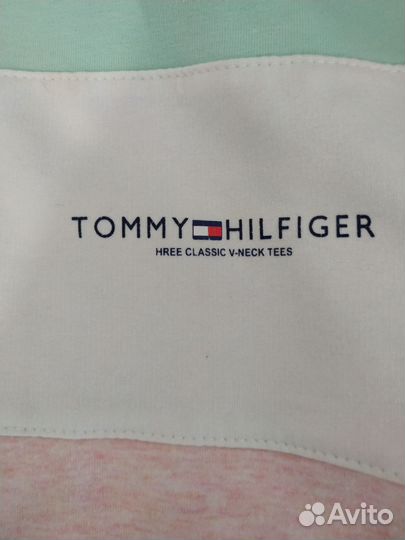 TOMMY HILFIGER
HREE CLASSIC V-NECK TEES
Avito